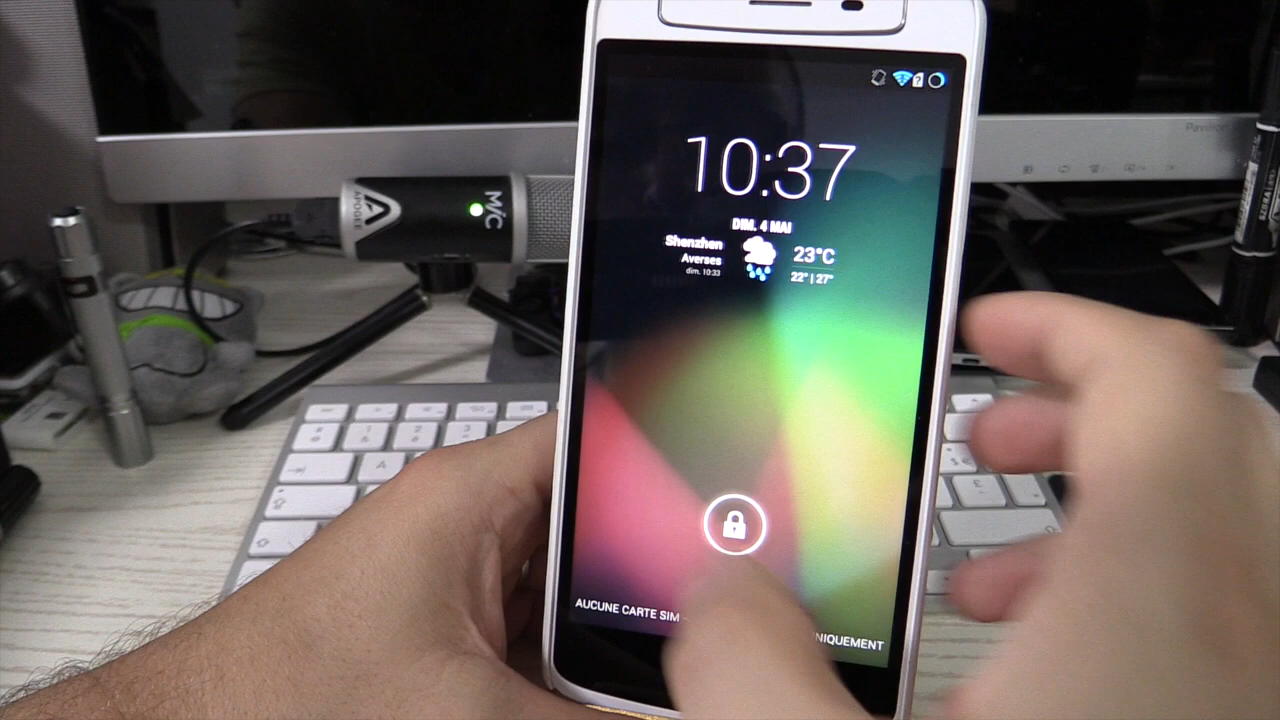 10:37
DIM. 4 MAI
Shenzhen
Averses
dim. 10:33
23°C
22° | 27°
AUCUNE CARTE SIM -
NIQUEMENT
APOGEE
MiC
Pavilion
A